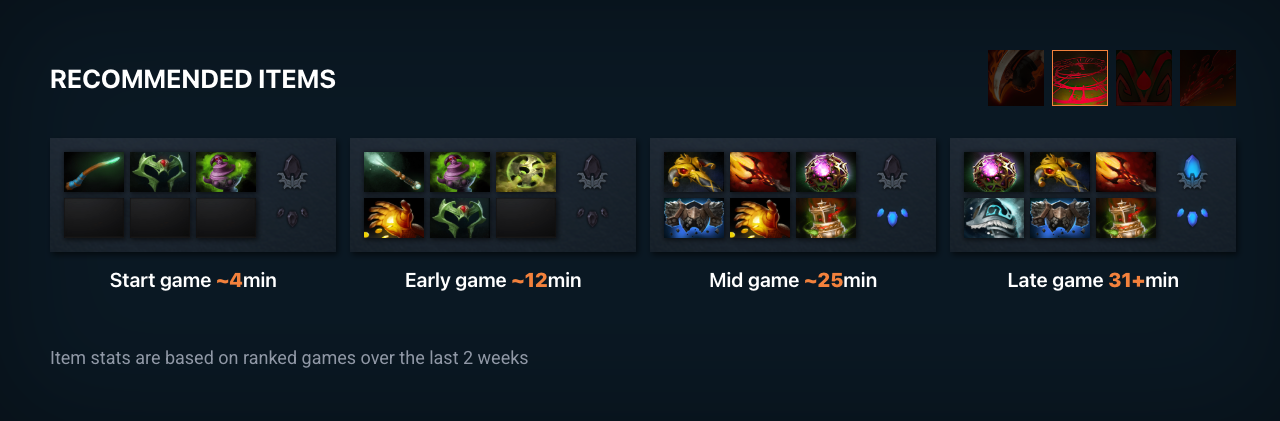 RECOMMENDED ITEMS
Start game ~4min
Early game ~12min
Mid game ~25min
Late game 31+min
Item stats are based on ranked games over the last 2 weeks